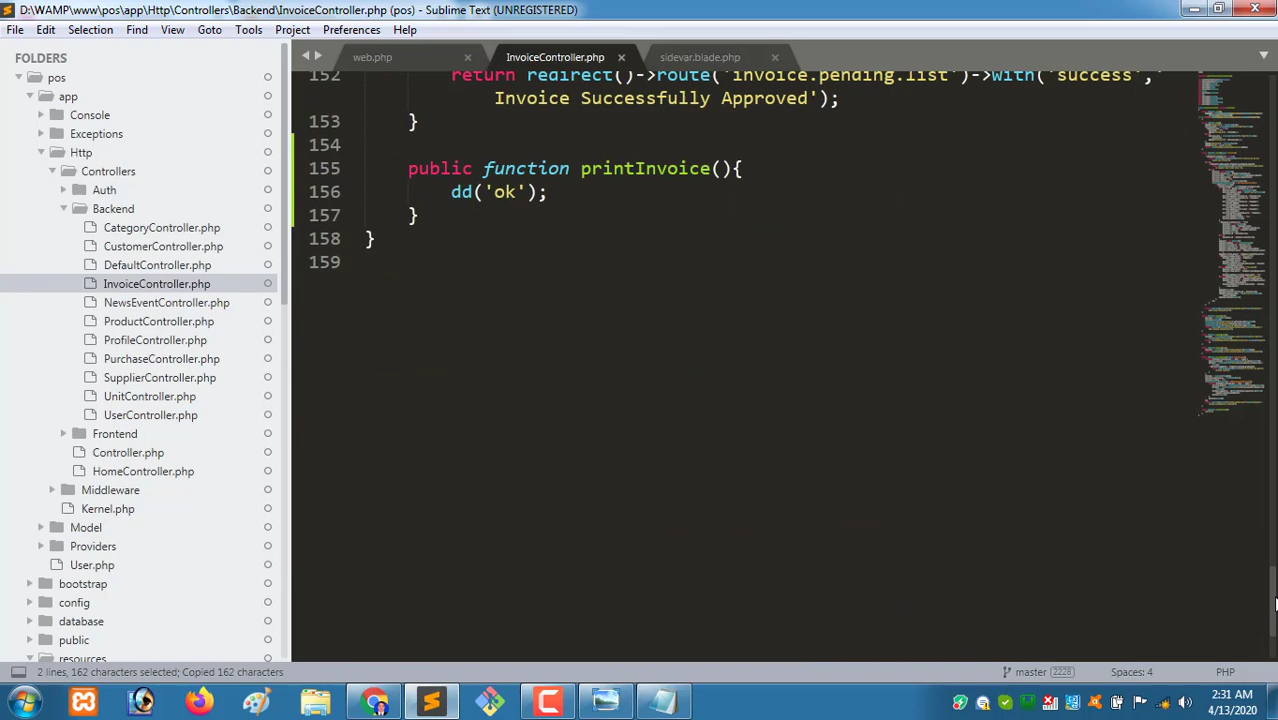 D:\WAMP\www\pos\app\Http\Controllers\Backend\InvoiceController.php (pos) - Sublime Text (UNREGISTERED)
File Edit Selection Find View Goto Tools Project Preferences Help
FOLDERS
pos
app
Console
Exceptions
Http
Controllers
Auth
Backend
CategoryController.php
CustomerController.php
DefaultController.php
InvoiceController.php
NewsEventController.php
ProductController.php
ProfileController.php
PurchaseController.php
SupplierController.php
UnitController.php
UserController.php
Frontend
Controller.php
HomeController.php
Middleware
Kernel.php
Model
Providers
User.php
bootstrap
config
database
public
resources
web.php InvoiceController.php sidevar.blade.php
152 return redirect()->route('invoice.pending.list')->with('success','
Invoice Successfully Approved');
153 }
154
155 public function printInvoice(){
156 dd('ok');
157 }
158 }
159
2 lines, 162 characters selected; Copied 162 characters master 2228 Spaces: 4 PHP
2:31 AM
4/13/2020